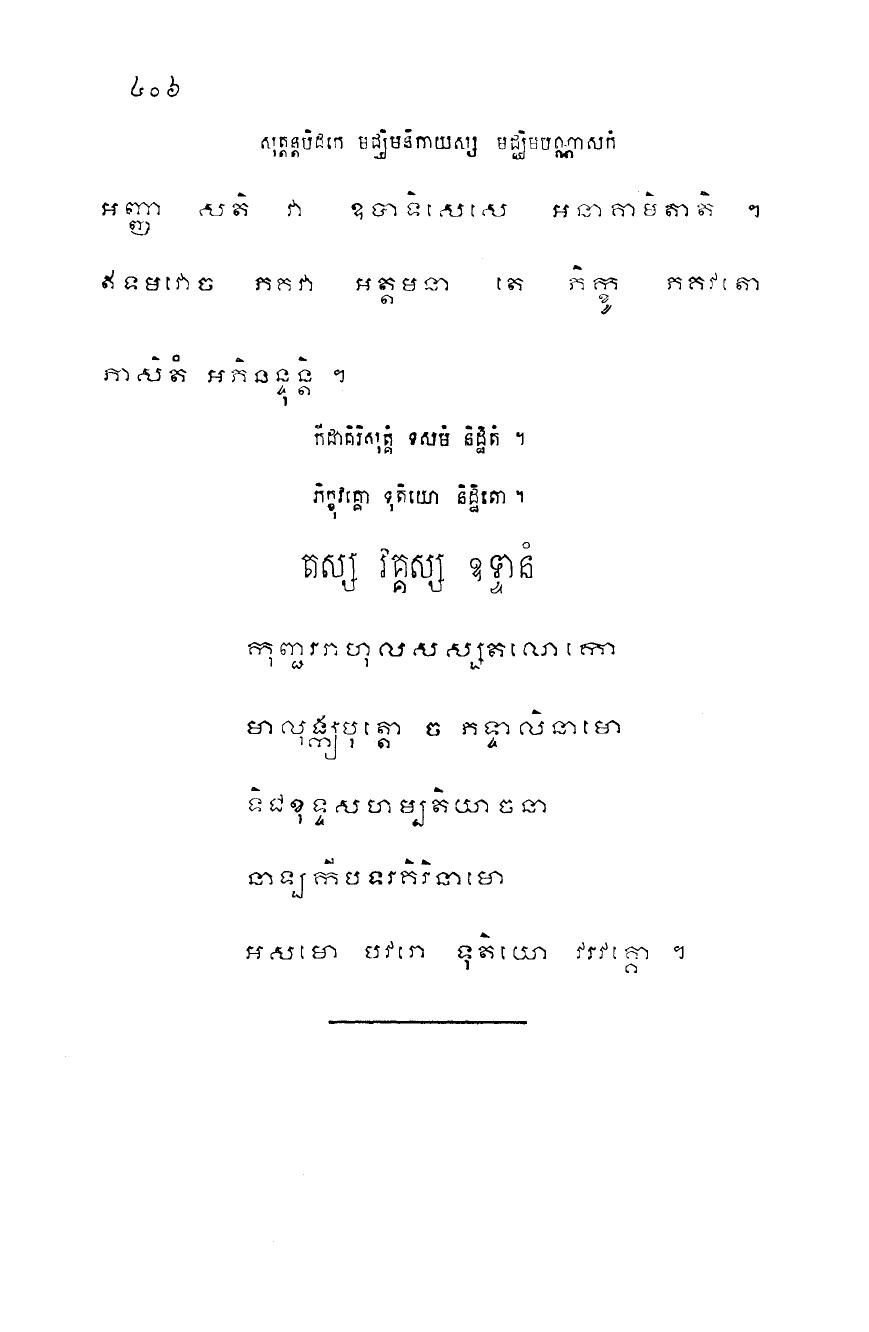 ៤០៦
សុត្តន្តបិដកេ មជ្ឈិមនិកាយស្ស មជ្ឈិមបណ្ណាសកំ
អញ្ញា សតិ វា ឧបាទិសេសេ អនាគាមិតាតិ ។
ឥទមវោច ភគវា អត្តមនា តេ ភិក្ខូ ភគវតោ
ភាសិតំ អភិនន្ទុន្តិ ។
កីដាគិរិសុត្តំ ទសមំ និដ្ឋិតំ ។
ភិក្ខុវគ្គោ ទុតិយោ និដ្ឋិតោ ។
តស្ស វគ្គស្ស ឧទ្ទានំ
កុញ្ជររាហុលសស្សតលោកោ
មាលុង្ក្យបុត្តោ ច ភទ្ទាលិនាមោ
ទិជខុទ្ទសហម្បតិយាចនា
នាឡកីបទរគិរិនាមោ
អសមោ បវរោ ទុតិយោ វរវគ្គោ ។